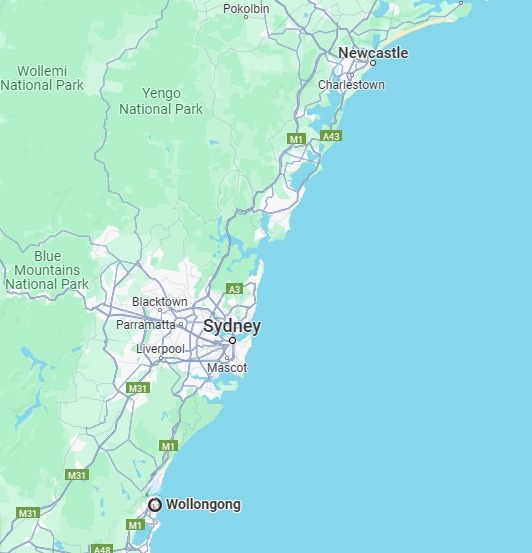 Pokolbin
Newcastle
Wollemi
National Park
Charlestown
Yengo
National Park
M1
A43
Blue
Mountains
National Park
A3
Blacktown
Parramatta
Sydney
Liverpool
Mascot
M31
M1
M31
Wollongong
M31
M1
A48